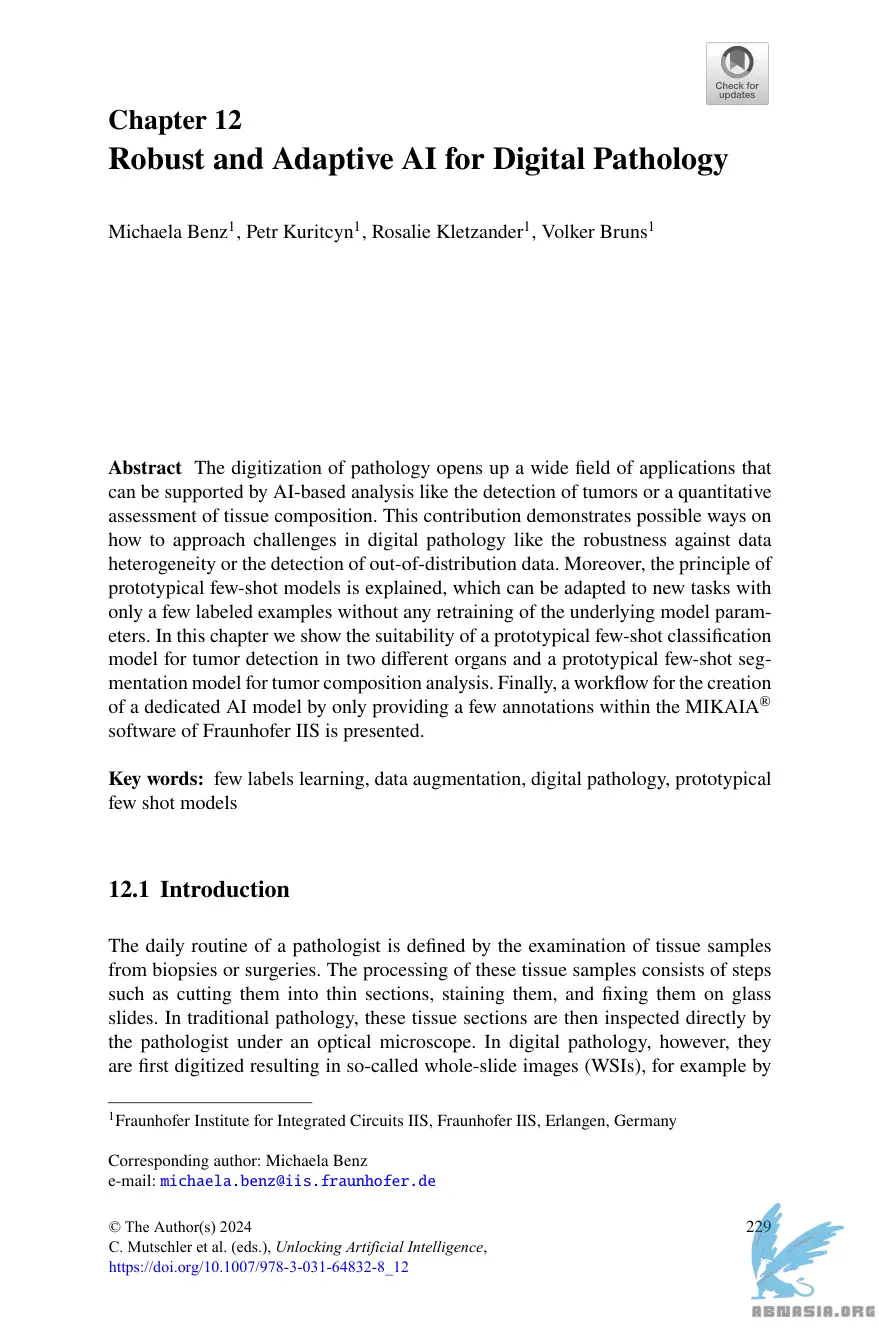 Check for
updates
Chapter 12
Robust and Adaptive AI for Digital Pathology
Michaela Benz1, Petr Kuritcyn1, Rosalie Kletzander1, Volker Bruns1
Abstract The digitization of pathology opens up a wide field of applications that
can be supported by AI-based analysis like the detection of tumors or a quantitative
assessment of tissue composition. This contribution demonstrates possible ways on
how to approach challenges in digital pathology like the robustness against data
heterogeneity or the detection of out-of-distribution data. Moreover, the principle of
prototypical few-shot models is explained, which can be adapted to new tasks with
only a few labeled examples without any retraining of the underlying model param-
eters. In this chapter we show the suitability of a prototypical few-shot classification
model for tumor detection in two different organs and a prototypical few-shot seg-
mentation model for tumor composition analysis. Finally, a workflow for the creation
of a dedicated AI model by only providing a few annotations within the MIKAIA®
software of Fraunhofer IIS is presented.
Key words: few labels learning, data augmentation, digital pathology, prototypical
few shot models
12.1 Introduction
The daily routine of a pathologist is defined by the examination of tissue samples
from biopsies or surgeries. The processing of these tissue samples consists of steps
such as cutting them into thin sections, staining them, and fixing them on glass
slides. In traditional pathology, these tissue sections are then inspected directly by
the pathologist under an optical microscope. In digital pathology, however, they
are first digitized resulting in so-called whole-slide images (WSIs), for example by
1Fraunhofer Institute for Integrated Circuits IIS, Fraunhofer IIS, Erlangen, Germany
Corresponding author: Michaela Benz
e-mail: michaela.benz@iis.fraunhofer.de
© The Author(s) 2024 229
C. Mutschler et al. (eds.), Unlocking Artificial Intelligence,
https://doi.org/10.1007/978-3-031-64832-8_12
ABNASIA.ORG